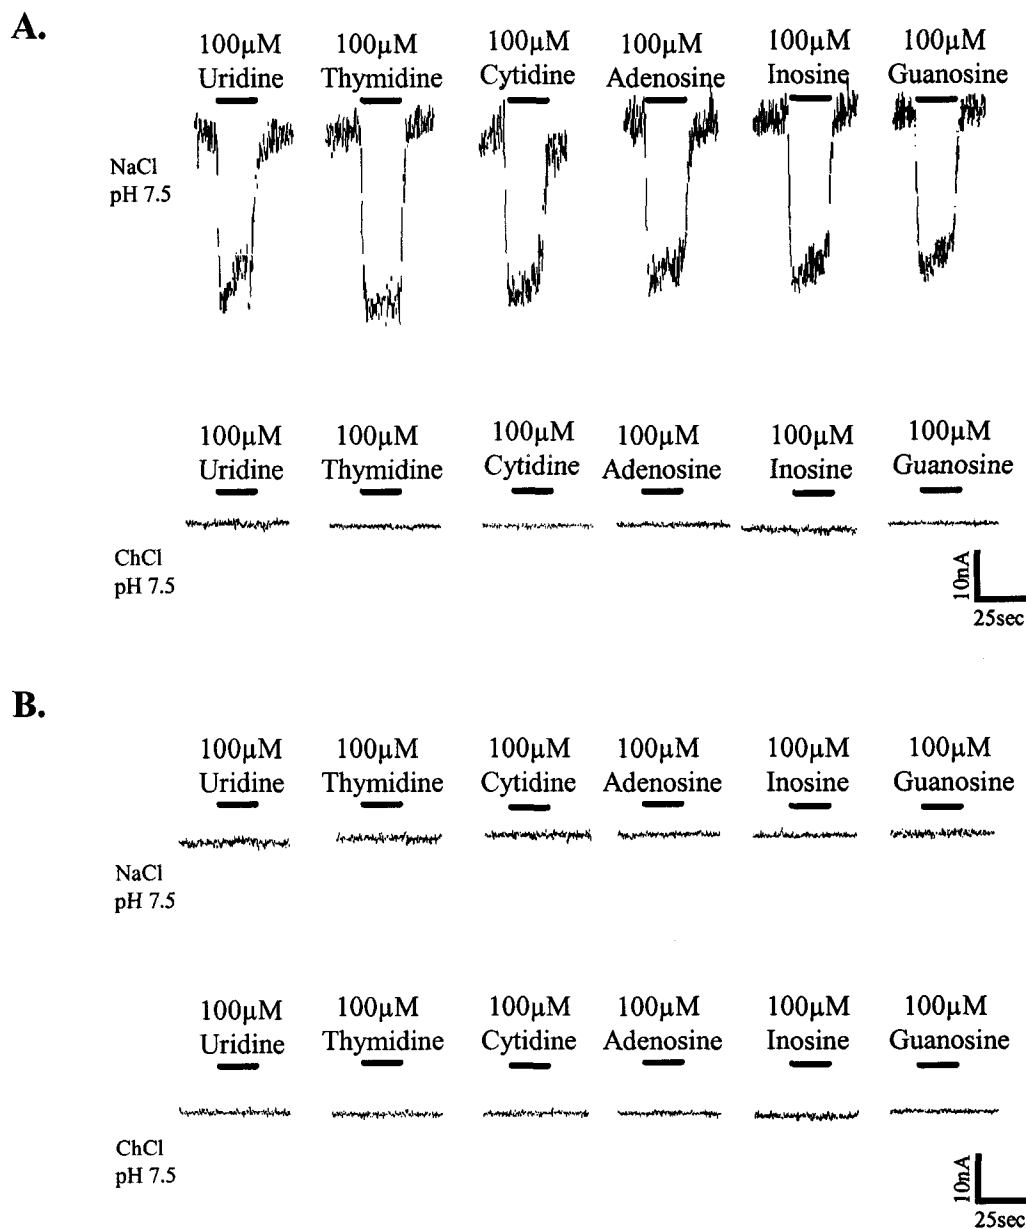 A.
100µM 100µM 100µM 100µM 100µM 100µM
Uridine Thymidine Cytidine Adenosine Inosine Guanosine
NaCl
pH 7.5
100µM 100µM 100µM 100µM 100µM 100µM
Uridine Thymidine Cytidine Adenosine Inosine Guanosine
ChCl
pH 7.5
10nA
25sec
B.
100µM 100µM 100µM 100µM 100µM 100µM
Uridine Thymidine Cytidine Adenosine Inosine Guanosine
NaCl
pH 7.5
100µM 100µM 100µM 100µM 100µM 100µM
Uridine Thymidine Cytidine Adenosine Inosine Guanosine
ChCl
pH 7.5
10nA
25sec